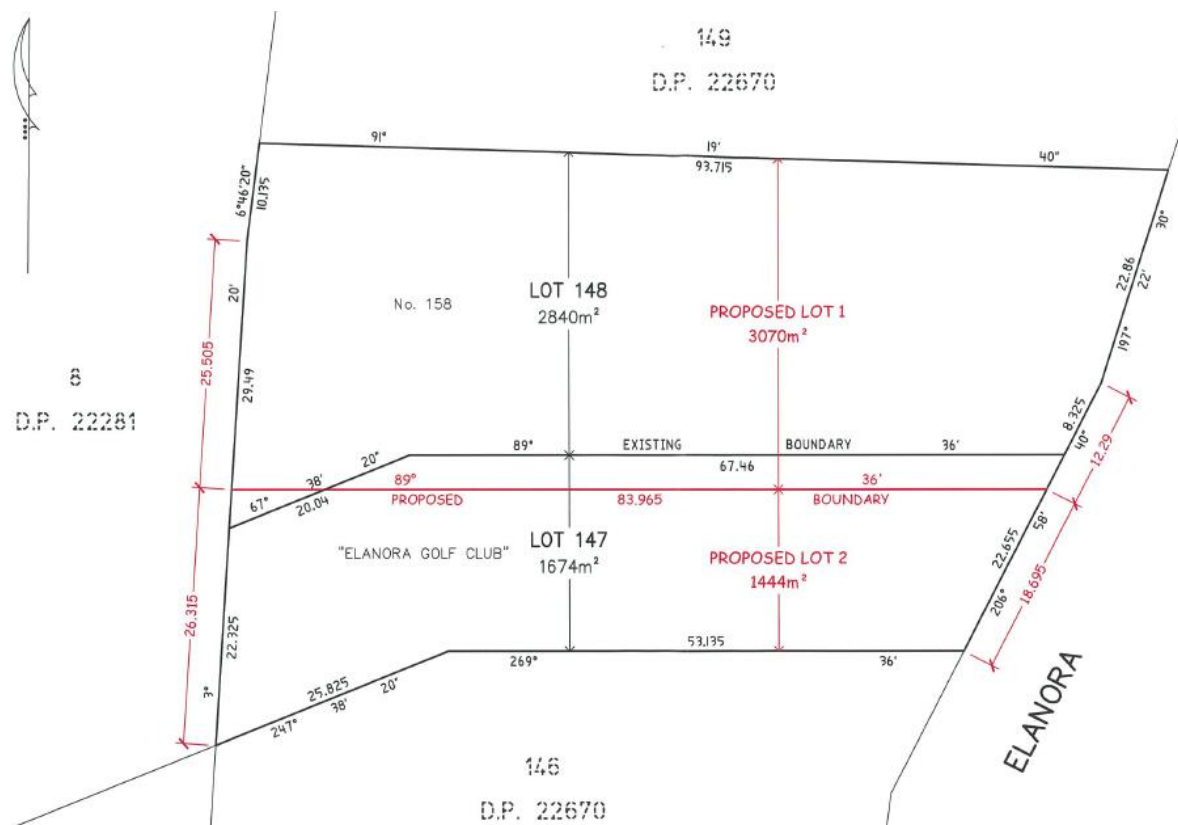 149
D.P. 22670
91°
19'
40"
93.715
6°46'20"
10.135
30°
22.86
22'
197°
20'
29.49
25.505
No. 158
LOT 148
2840m²
PROPOSED LOT 1
3070m²
8
D.P. 22281
8.325
40"
12.29
89°
EXISTING
BOUNDARY
36'
67.46
20"
38'
67°
20.04
89°
36'
PROPOSED
83.965
BOUNDARY
58'
22.655
206°
18.695
"ELANORA GOLF CLUB"
LOT 147
1674m²
PROPOSED LOT 2
1444m²
26.315
22.325
3°
53.135
269°
36'
25.825
20"
38'
247°
ELANORA
146
D.P. 22670